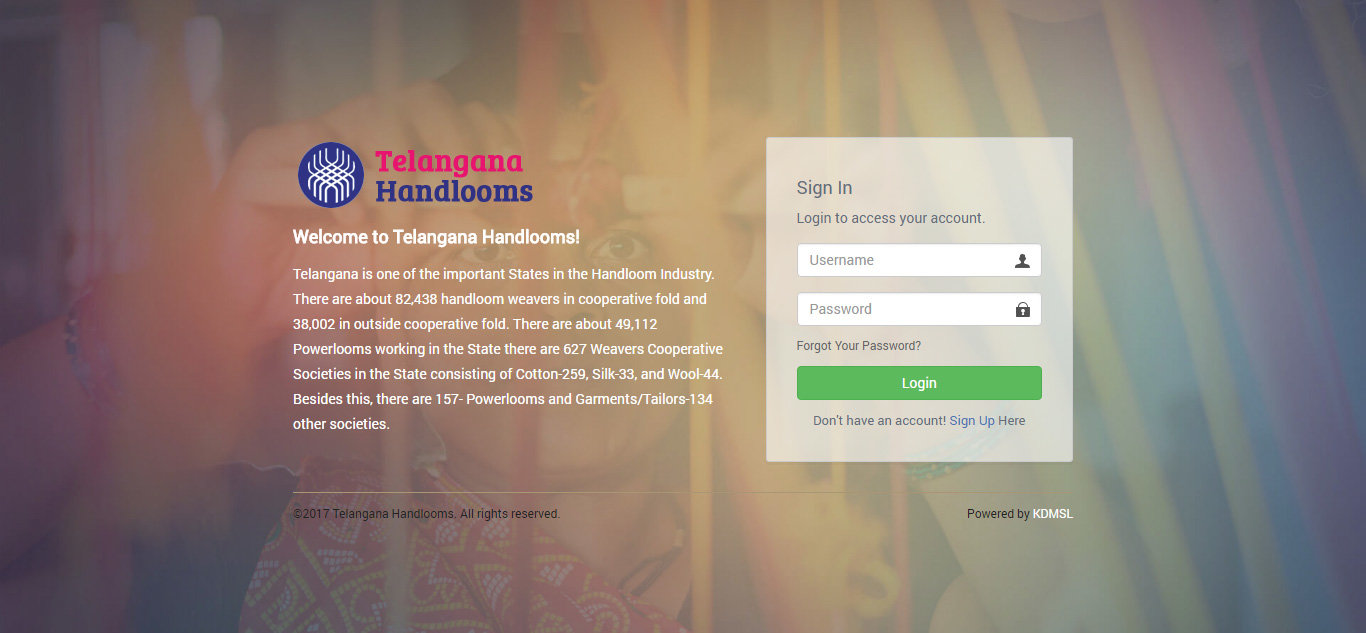 Telangana
Handlooms
Welcome to Telangana Handlooms!
Telangana is one of the important States in the Handloom Industry.
There are about 82,438 handloom weavers in cooperative fold and
38,002 in outside cooperative fold. There are about 49,112
Powerlooms working in the State there are 627 Weavers Cooperative
Societies in the State consisting of Cotton-259, Silk-33, and Wool-44.
Besides this, there are 157- Powerlooms and Garments/Tailors-134
other societies.
Sign In
Login to access your account.
Username
Password
Forgot Your Password?
Login
Don't have an account! Sign Up Here
©2017 Telangana Handlooms. All rights reserved.
Powered by KDMSL